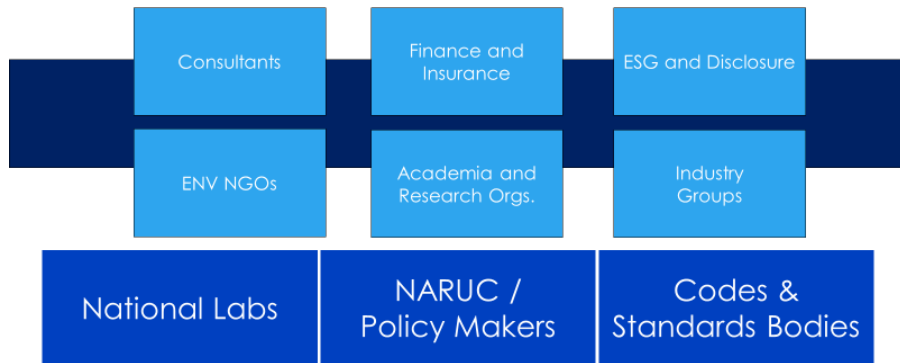 Consultants
Finance and
Insurance
ESG and Disclosure
ENV NGOs
Academia and
Research Orgs.
Industry
Groups
National Labs
NARUC /
Policy Makers
Codes &
Standards Bodies